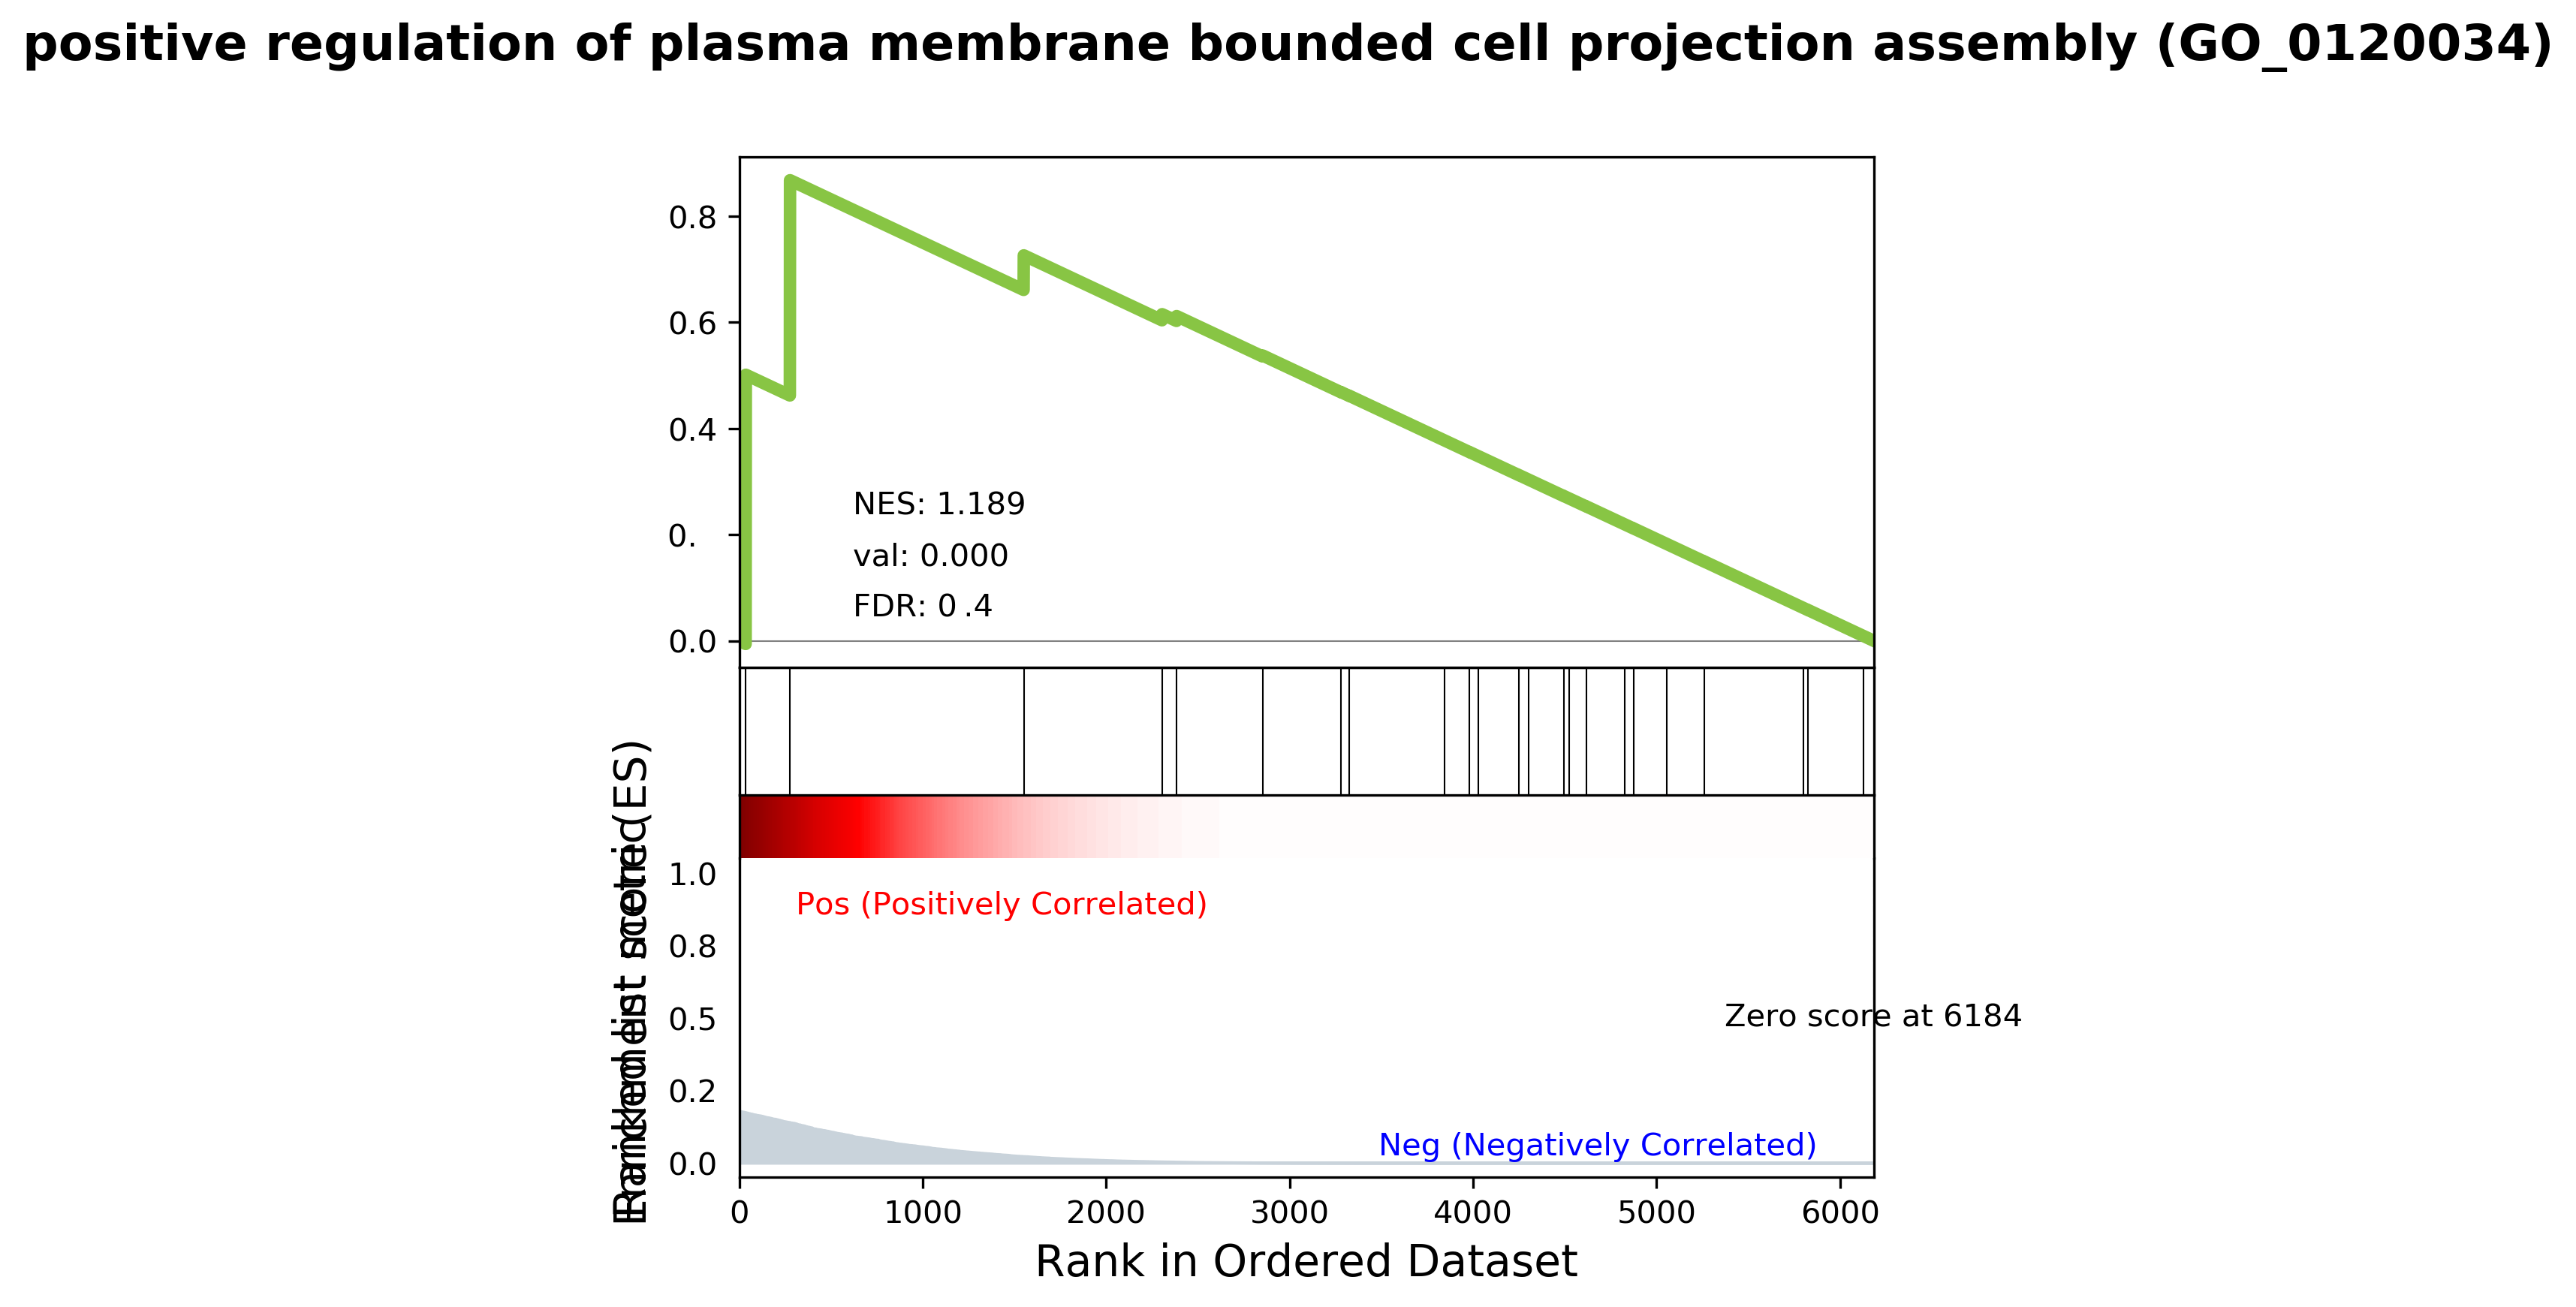 positive regulation of plasma membrane bounded cell projection assembly (GO_0120034)
0.8
0.6
0.4
0.
0.0
NES: 1.189
val: 0.000
FDR: 0 .4
Enrichment score (ES)
Ranked list metric
1.0
0.8
0.5
0.2
0.0
Pos (Positively Correlated)
Zero score at 6184
Neg (Negatively Correlated)
0 1000 2000 3000 4000 5000 6000
Rank in Ordered Dataset